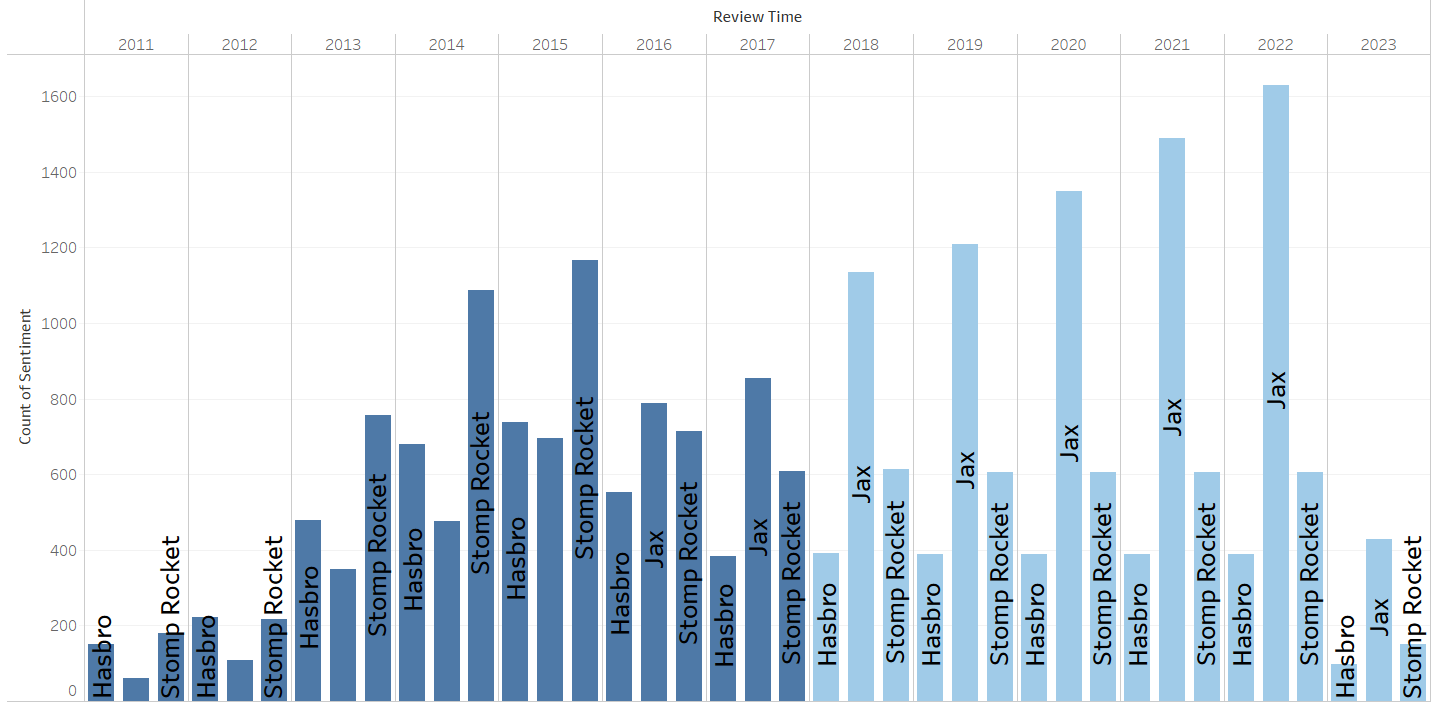 Review Time
2011 2012 2013 2014 2015 2016 2017 2018 2019 2020 2021 2022 2023
1600
1400
1200
1000
800
600
400
200
0
Count of Sentiment
Hasbro Stomp Rocket
Hasbro Stomp Rocket
Hasbro Stomp Rocket
Hasbro Stomp Rocket
Hasbro Stomp Rocket
Hasbro Jax Stomp Rocket
Hasbro Jax Stomp Rocket
Hasbro Jax Stomp Rocket
Hasbro Jax Stomp Rocket
Hasbro Jax Stomp Rocket
Hasbro Jax Stomp Rocket
Hasbro Jax Stomp Rocket
Hasbro Jax Stomp Rocket